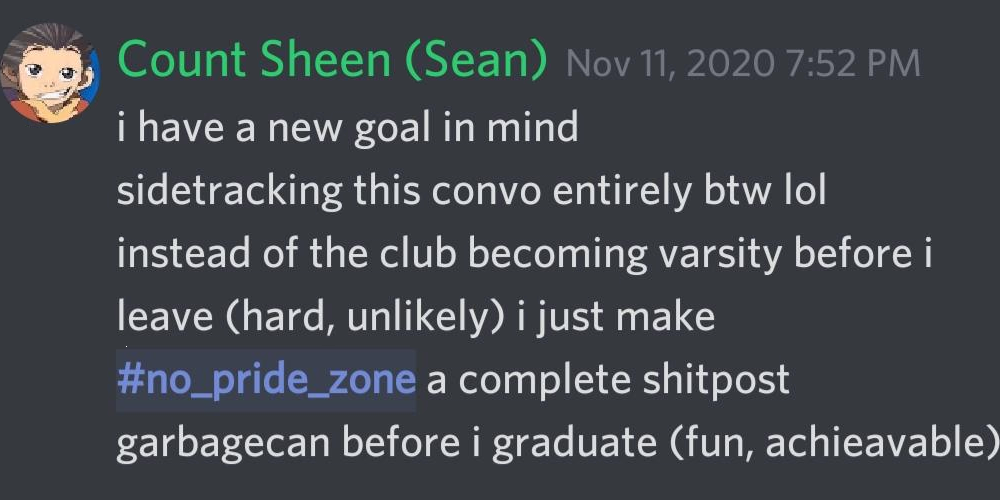 Count Sheen (Sean) Nov 11, 2020 7:52 PM
i have a new goal in mind
sidetracking this convo entirely btw lol
instead of the club becoming varsity before i
leave (hard, unlikely) i just make
#no_pride_zone a complete shitpost
garbagecan before i graduate (fun, achieavable)